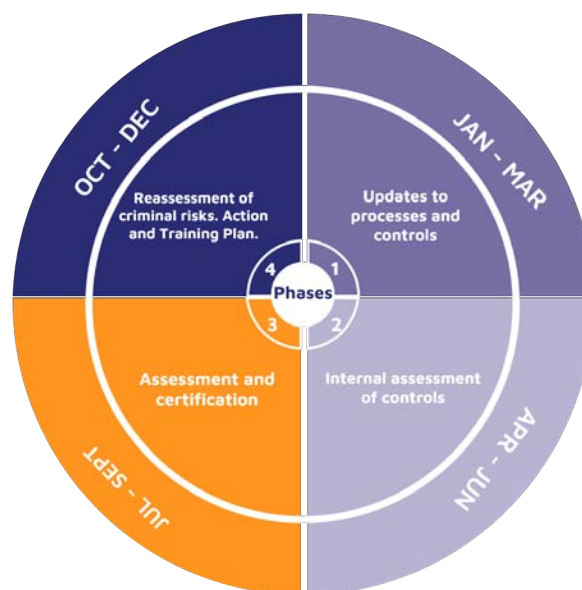 OCT - DEC
JAN - MAR
Reassessment of
criminal risks. Action
and Training Plan.
Updates to
processes and
controls
4
1
Phases
3
2
Assessment and
certification
Internal assessment
of controls
JUL - SEPT
APR - JUN